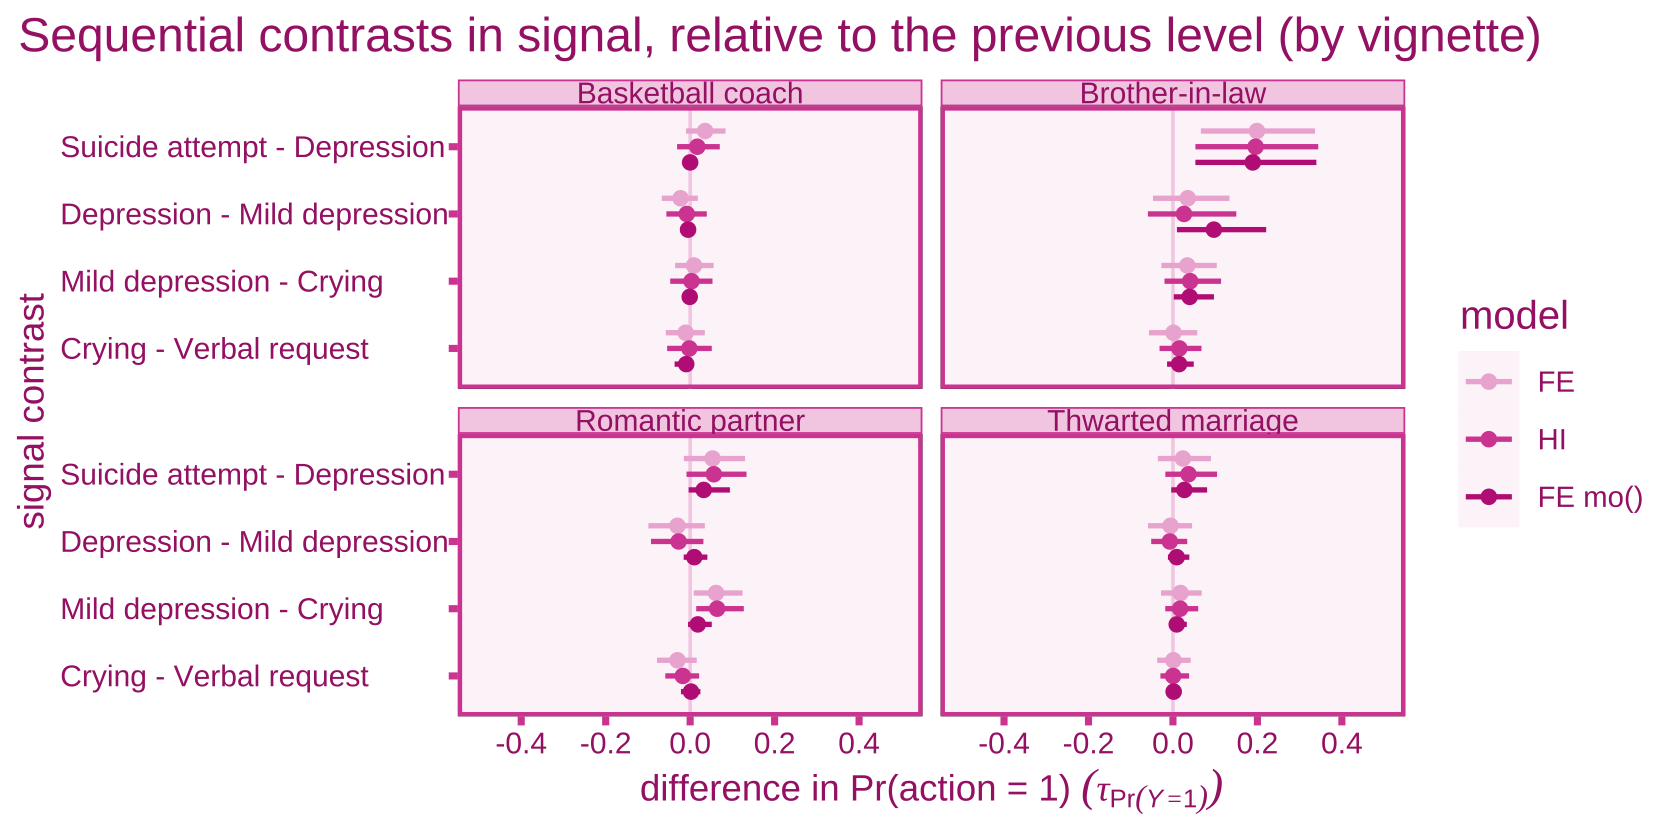 Sequential contrasts in signal, relative to the previous level (by vignette)
Basketball coach
Brother-in-law
Suicide attempt - Depression
Depression - Mild depression
Mild depression - Crying
Crying - Verbal request
Romantic partner
Thwarted marriage
Suicide attempt - Depression
Depression - Mild depression
Mild depression - Crying
Crying - Verbal request
signal contrast
-0.4 -0.2 0.0 0.2 0.4
-0.4 -0.2 0.0 0.2 0.4
difference in Pr(action = 1) (τPr(Y=1))
model
FE
HI
FE mo()